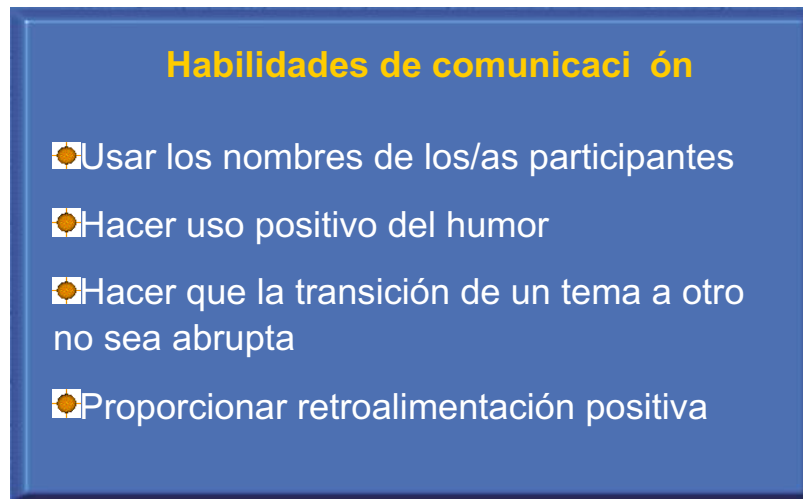 Habilidades de comunicaci ón
Usar los nombres de los/as participantes
Hacer uso positivo del humor
Hacer que la transición de un tema a otro
no sea abrupta
Proporcionar retroalimentación positiva